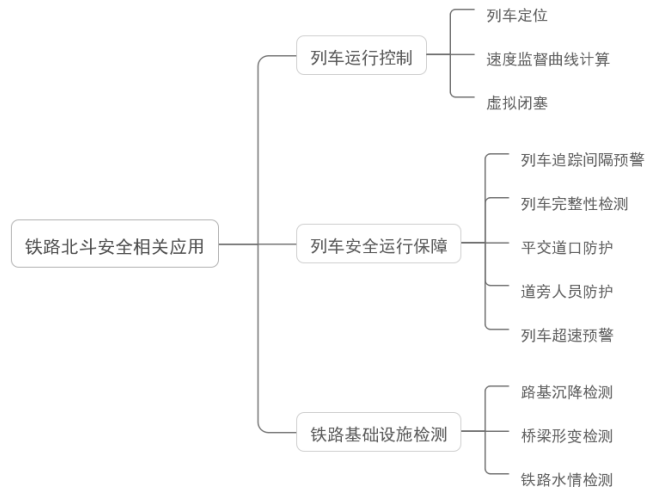 铁路北斗安全相关应用
列车运行控制
列车定位
速度监督曲线计算
虚拟闭塞
列车安全运行保障
列车追踪间隔预警
列车完整性检测
平交道口防护
道旁人员防护
列车超速预警
铁路基础设施检测
路基沉降检测
桥梁形变检测
铁路水情检测